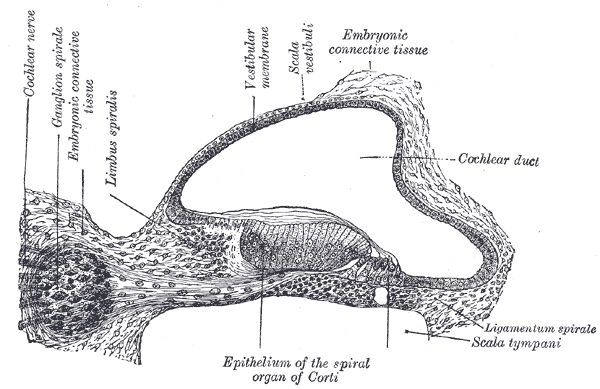 Cochlear nerve
Ganglion spirale
Embryonic connective
tissue
Limbus spiralis
Vestibular
membrane
Scala
vestibuli
Embryonic
connective tissue
Cochlear duct
Ligamentum spirale
Scala tympani
Epithelium of the spiral
organ of Corti